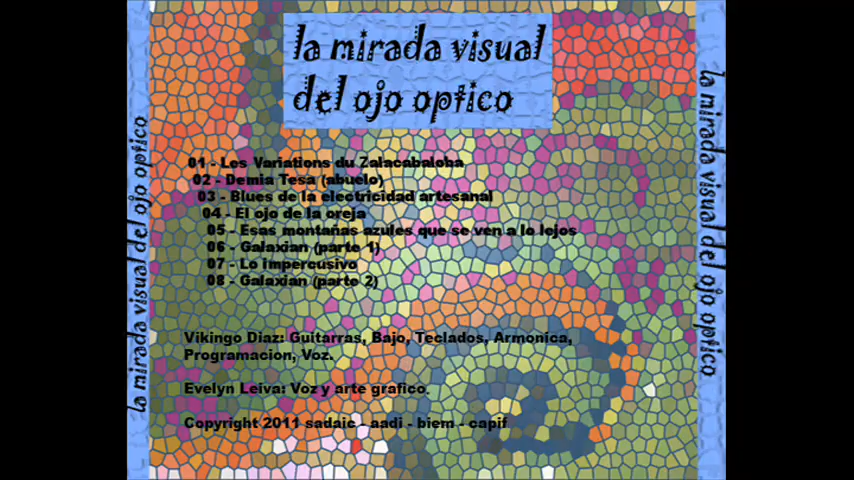 la mirada visual
del ojo optico
01 - Les Variations du Zalacabaloha
02 - Demia Tesa (abuelo)
03 - Blues de la electricidad artesanal
04 - El ojo de la oreja
05 - Esas montañas azules que se ven a lo lejos
06 - Galaxian (parte 1)
07 - Lo Impercusivo
08 - Galaxian (parte 2)
Vikingo Diaz: Guitarras, Bajo, Teclados, Armonica,
Programacion, Voz.
Evelyn Leiva: Voz y arte grafico.
Copyright 2011 sadaic - aadi - biem - capif
la mirada visual del ojo optico
la mirada visual del ojo optico